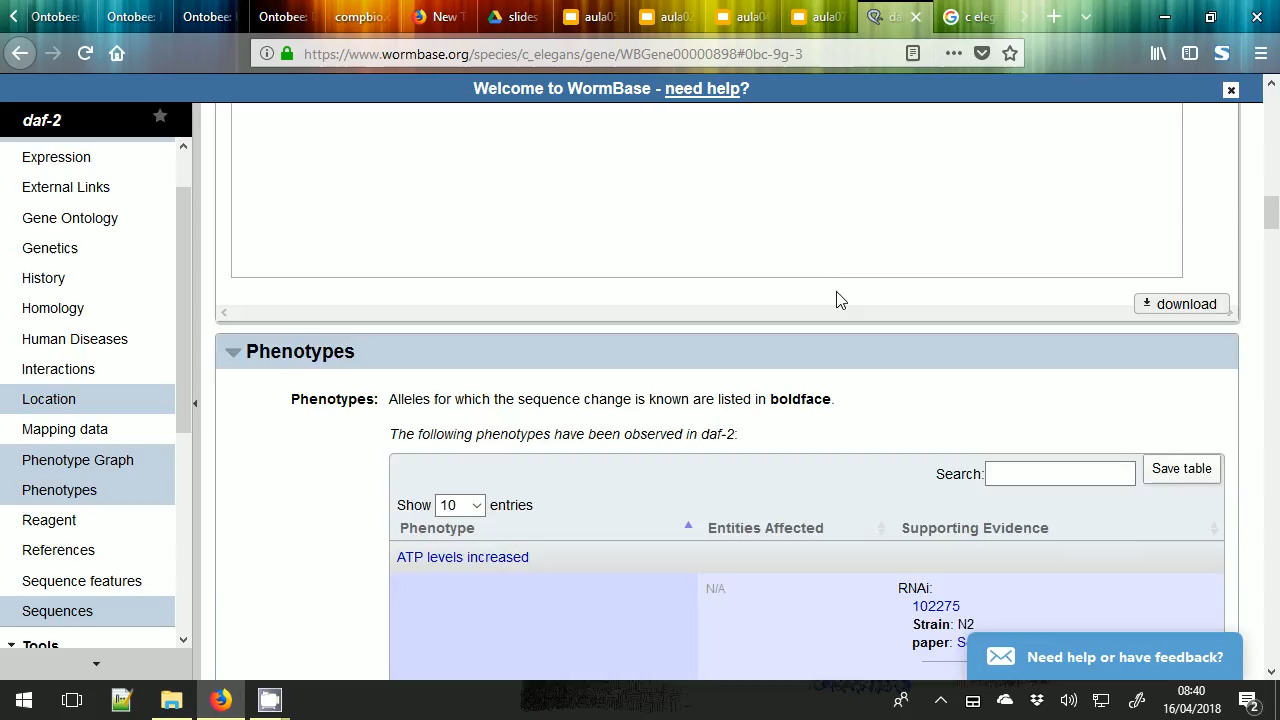 Ontobee:
Ontobee:
Ontobee:
Ontobee:
compbio.
New T
slides
aula05
aula02
aula04
aula07
c eleg
https://www.wormbase.org/species/c_elegans/gene/WBGene00000898#0bc-9g-3
Welcome to WormBase - need help?
daf-2
Expression
External Links
Gene Ontology
Genetics
History
Homology
Human Diseases
Interactions
Location
Mapping data
Phenotype Graph
Phenotypes
Reagent
References
Sequence features
Sequences
Tools
download
Phenotypes
Phenotypes: Alleles for which the sequence change is known are listed in boldface.
The following phenotypes have been observed in daf-2:
Search:
Save table
Show 10 entries
Phenotype Entities Affected Supporting Evidence
ATP levels increased
N/A
RNAi:
102275
Strain: N2
paper: S
Need help or have feedback?
08:40
16/04/2018
2